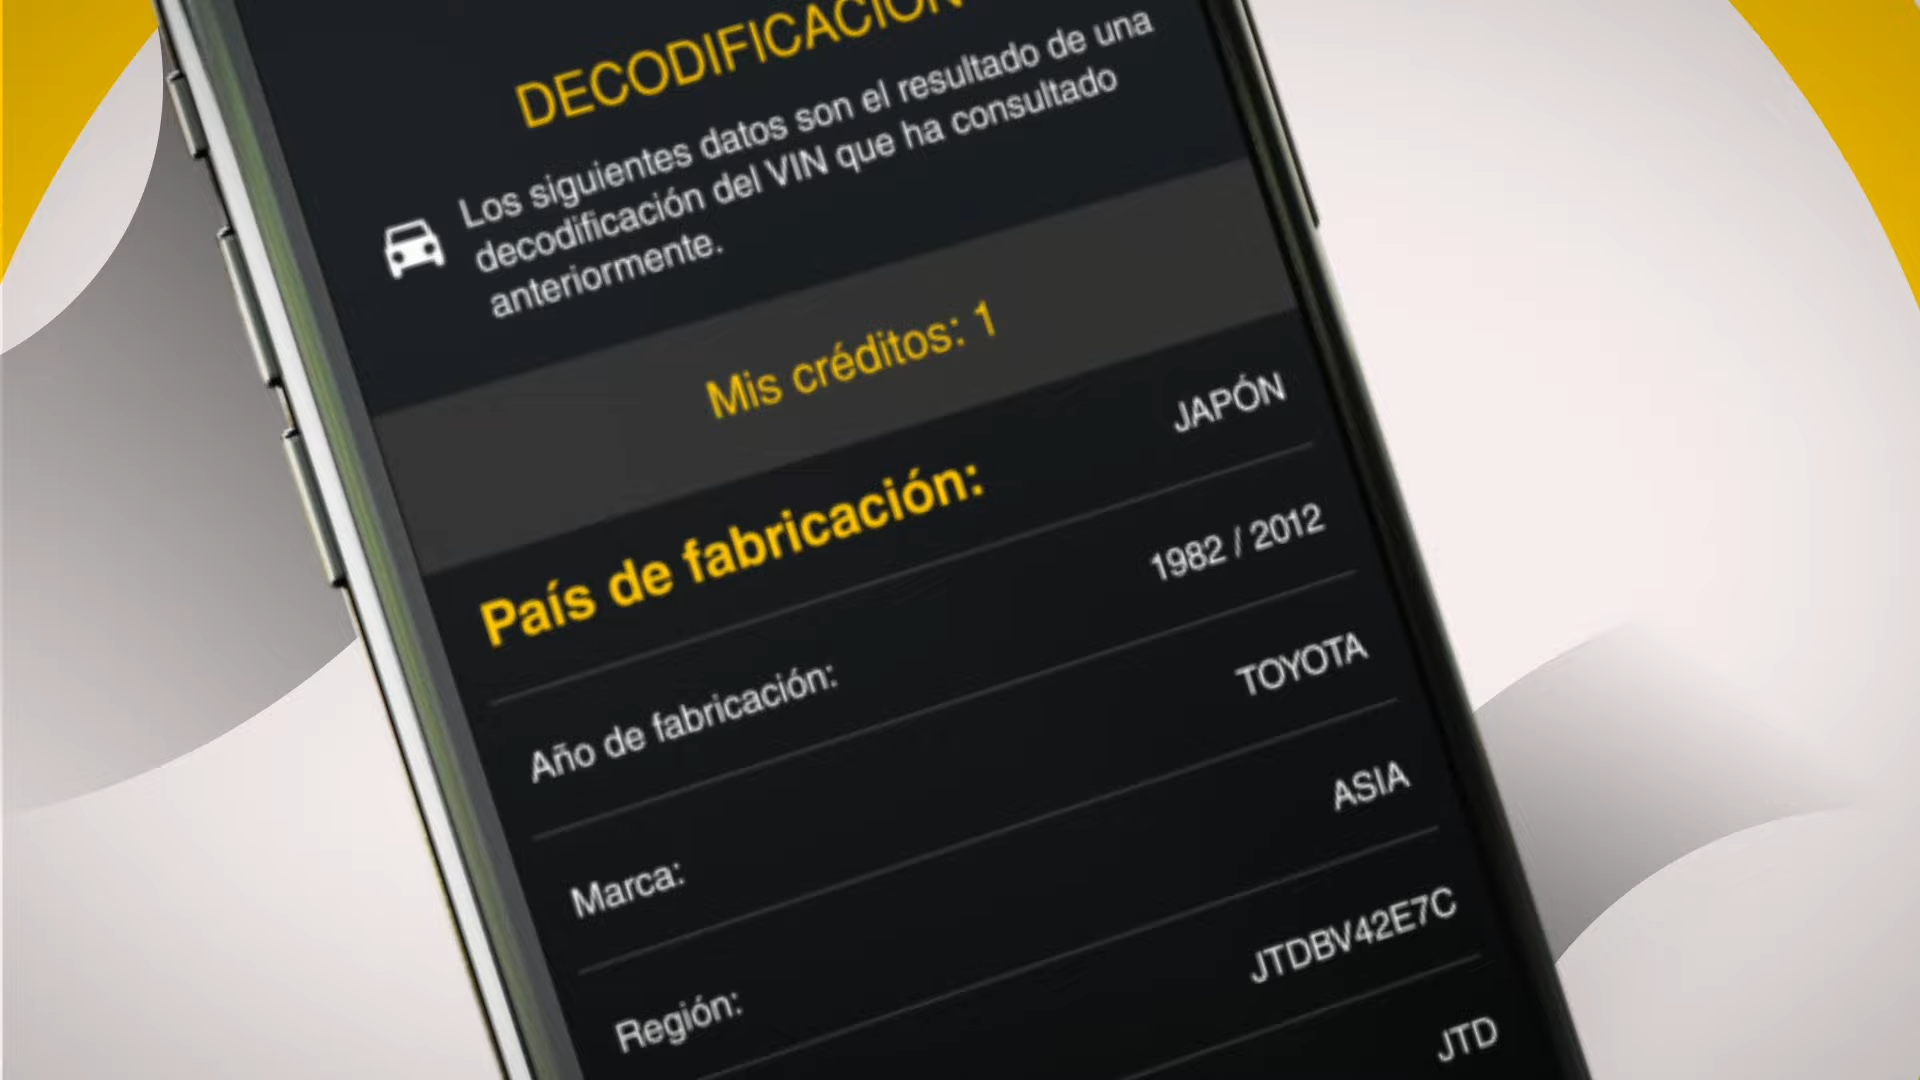 DECODIFICACIÓN
Los siguientes datos son el resultado de una
decodificación del VIN que ha consultado
anteriormente.
Mis créditos: 1
País de fabricación: JAPÓN
Año de fabricación: 1982 / 2012
Marca: TOYOTA
Región: ASIA
JTDBV42E7C
JTD